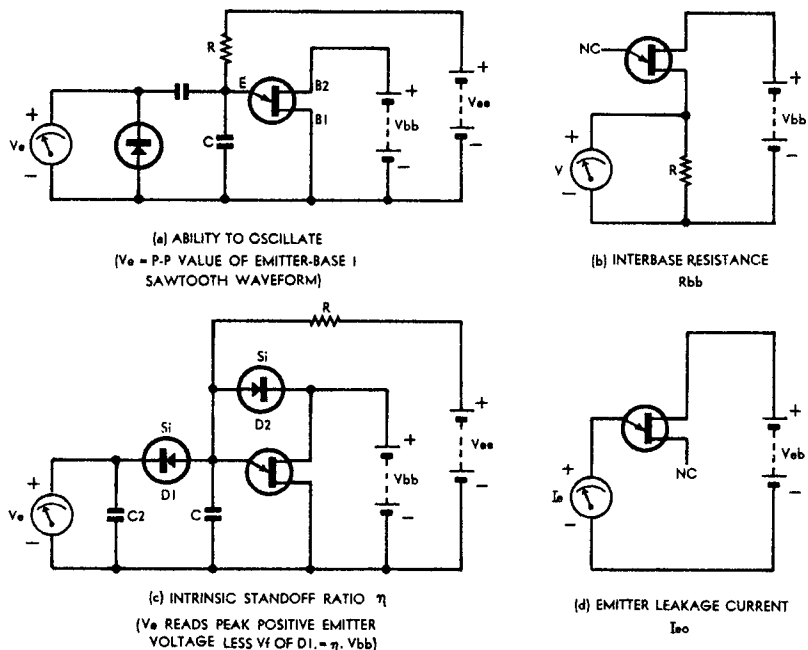 R
NC
E
B2
B1
+
Ve
−
C
+
Vbb
−
+
Vee
−
+
V
−
R
+
Vbb
−
(a) ABILITY TO OSCILLATE
(Ve = P-P VALUE OF EMITTER-BASE 1
SAWTOOTH WAVEFORM)
(b) INTERBASE RESISTANCE
Rbb
R
Si
D2
Si
D1
+
Ve
−
C2
C
+
Vbb
−
+
Vee
−
NC
+
Ie
−
+
Veb
−
(c) INTRINSIC STANDOFF RATIO η
(Ve READS PEAK POSITIVE EMITTER
VOLTAGE LESS Vf OF D1, = η. Vbb)
(d) EMITTER LEAKAGE CURRENT
Ieo